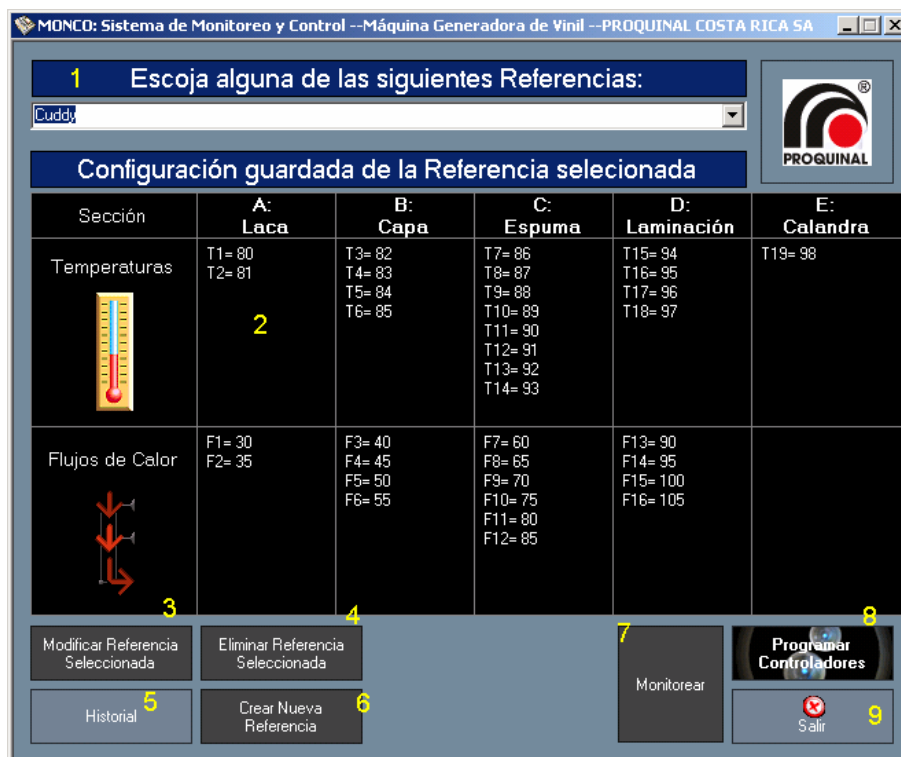 MONCO: Sistema de Monitoreo y Control --Máquina Generadora de Vinil --PROQUINAL COSTA RICA SA
1 Escoja alguna de las siguientes Referencias:
Cuddy
®
PROQUINAL
Configuración guardada de la Referencia seleccionada
Sección
A:
Laca
B:
Capa
C:
Espuma
D:
Laminación
E:
Calandra
Temperaturas
T1= 80
T2= 81
2
T3= 82
T4= 83
T5= 84
T6= 85
T7= 86
T8= 87
T9= 88
T10= 89
T11= 90
T12= 91
T13= 92
T14= 93
T15= 94
T16= 95
T17= 96
T18= 97
T19= 98
Flujos de Calor
F1= 30
F2= 35
F3= 40
F4= 45
F5= 50
F6= 55
F7= 60
F8= 65
F9= 70
F10= 75
F11= 80
F12= 85
F13= 90
F14= 95
F15= 100
F16= 105
3
Modificar Referencia
Seleccionada
4
Eliminar Referencia
Seleccionada
7
Monitorear
8
Programar
Controladores
5
Historial
6
Crear Nueva
Referencia
9
Salir